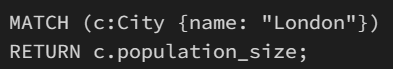 MATCH (c:City {name: "London"})
RETURN c.population_size;